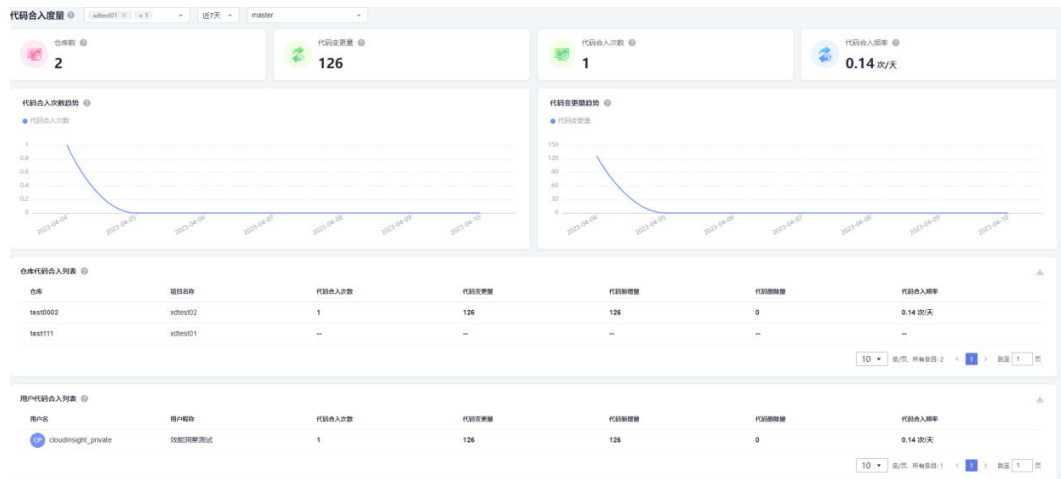 代码合入度量 xdtest01 × + 1 近7天 master
仓库数
2
代码变更量
126
代码合入次数
1
代码合入频率
0.14 次/天
代码合入次数趋势
代码合入次数
1
0.8
0.6
0.4
0.2
0
2023-04-04 2023-04-05 2023-04-06 2023-04-07 2023-04-08 2023-04-09 2023-04-10
代码变更量趋势
代码变更量
150
120
90
60
30
0
2023-04-04 2023-04-05 2023-04-06 2023-04-07 2023-04-08 2023-04-09 2023-04-10
仓库代码合入列表
仓库 项目名称 代码合入次数 代码变更量 代码新增量 代码删除量 代码合入频率
test0002 xdtest02 1 126 126 0 0.14 次/天
test111 xdtest01 -- -- -- -- --
10 条/页, 所有条目: 2 < 1 > 跳至 1 页
用户代码合入列表
用户名 用户昵称 代码合入次数 代码变更量 代码新增量 代码删除量 代码合入频率
CP cloudInsight_private 效能洞察测试 1 126 126 0 0.14 次/天
10 条/页, 所有条目: 1 < 1 > 跳至 1 页